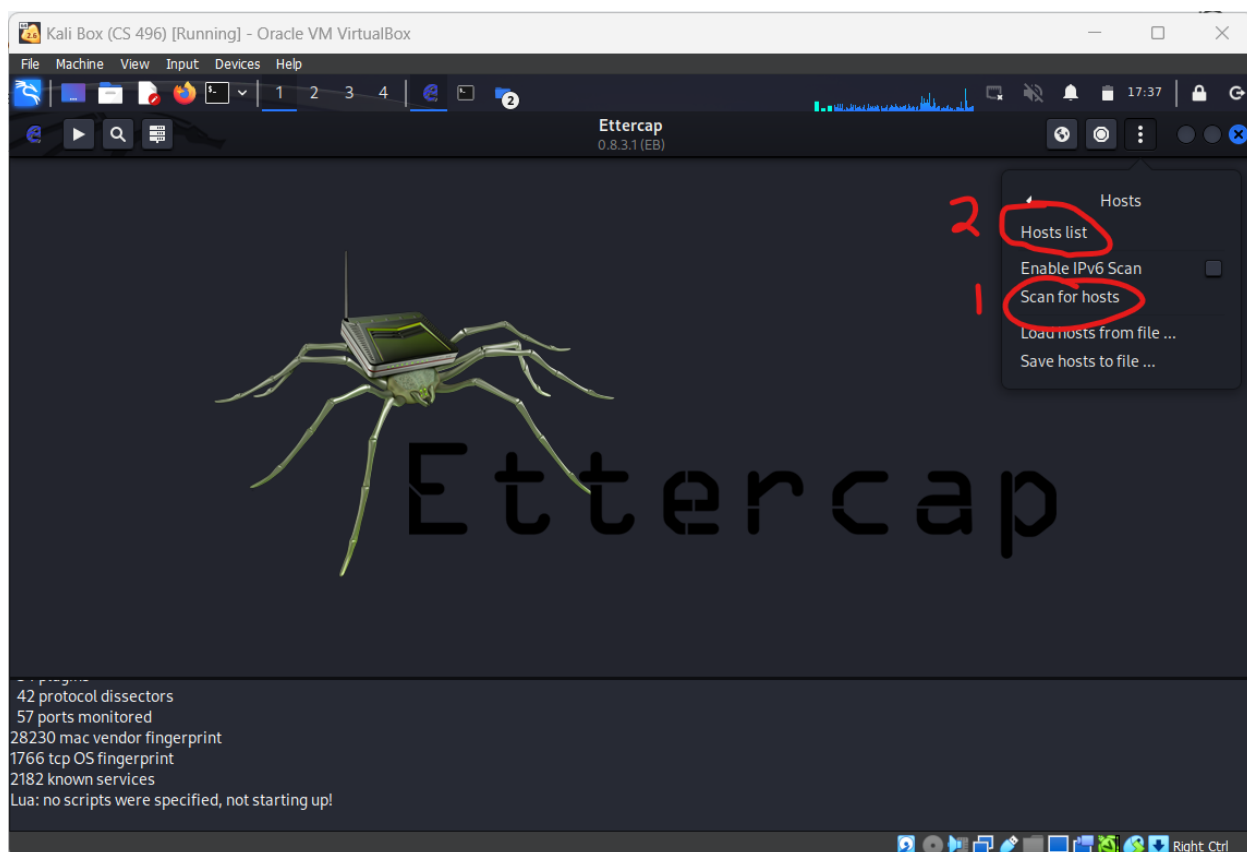 Kali Box (CS 496) [Running] - Oracle VM VirtualBox
File Machine View Input Devices Help
1 2 3 4 2 17:37
Ettercap
0.8.3.1 (EB)
Hosts
2 Hosts list
Enable IPv6 Scan
1 Scan for hosts
Load hosts from file ...
Save hosts to file ...
Ettercap
plugins
42 protocol dissectors
57 ports monitored
28230 mac vendor fingerprint
1766 tcp OS fingerprint
2182 known services
Lua: no scripts were specified, not starting up!
Right Ctrl